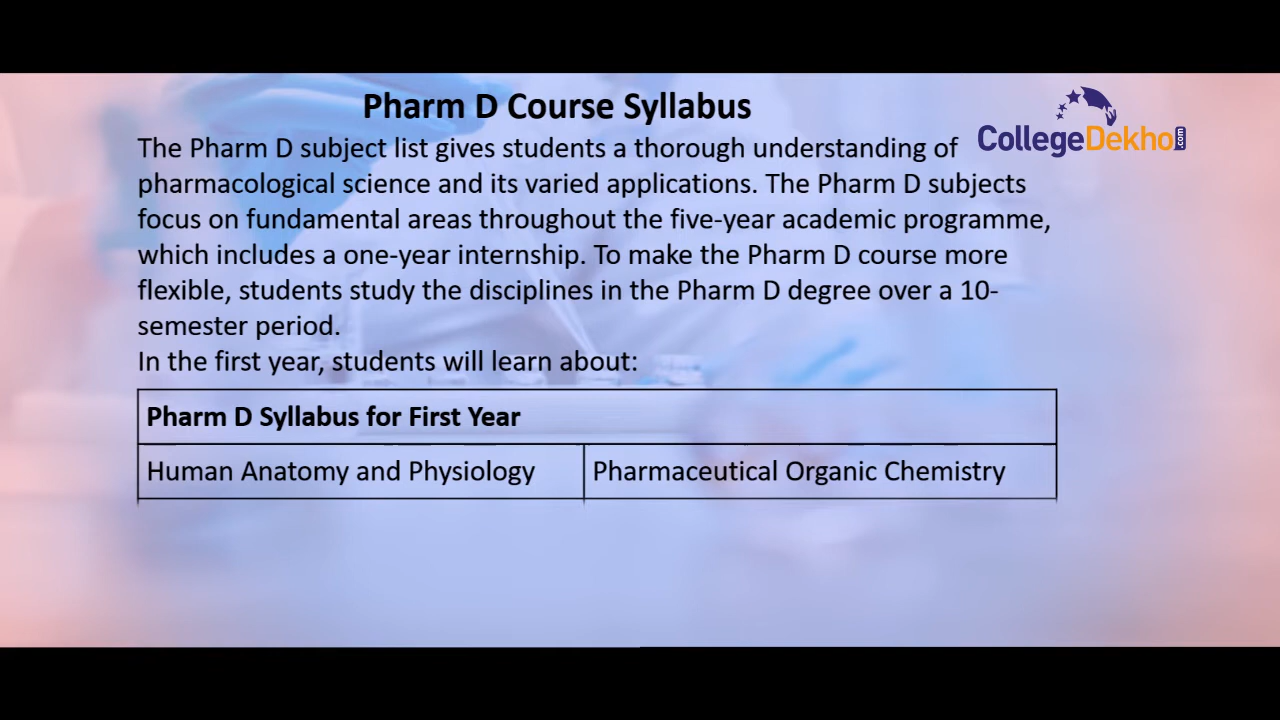 Pharm D Course Syllabus
CollegeDekho.com
The Pharm D subject list gives students a thorough understanding of
pharmacological science and its varied applications. The Pharm D subjects
focus on fundamental areas throughout the five-year academic programme,
which includes a one-year internship. To make the Pharm D course more
flexible, students study the disciplines in the Pharm D degree over a 10-
semester period.
In the first year, students will learn about:
Pharm D Syllabus for First Year
Human Anatomy and Physiology Pharmaceutical Organic Chemistry